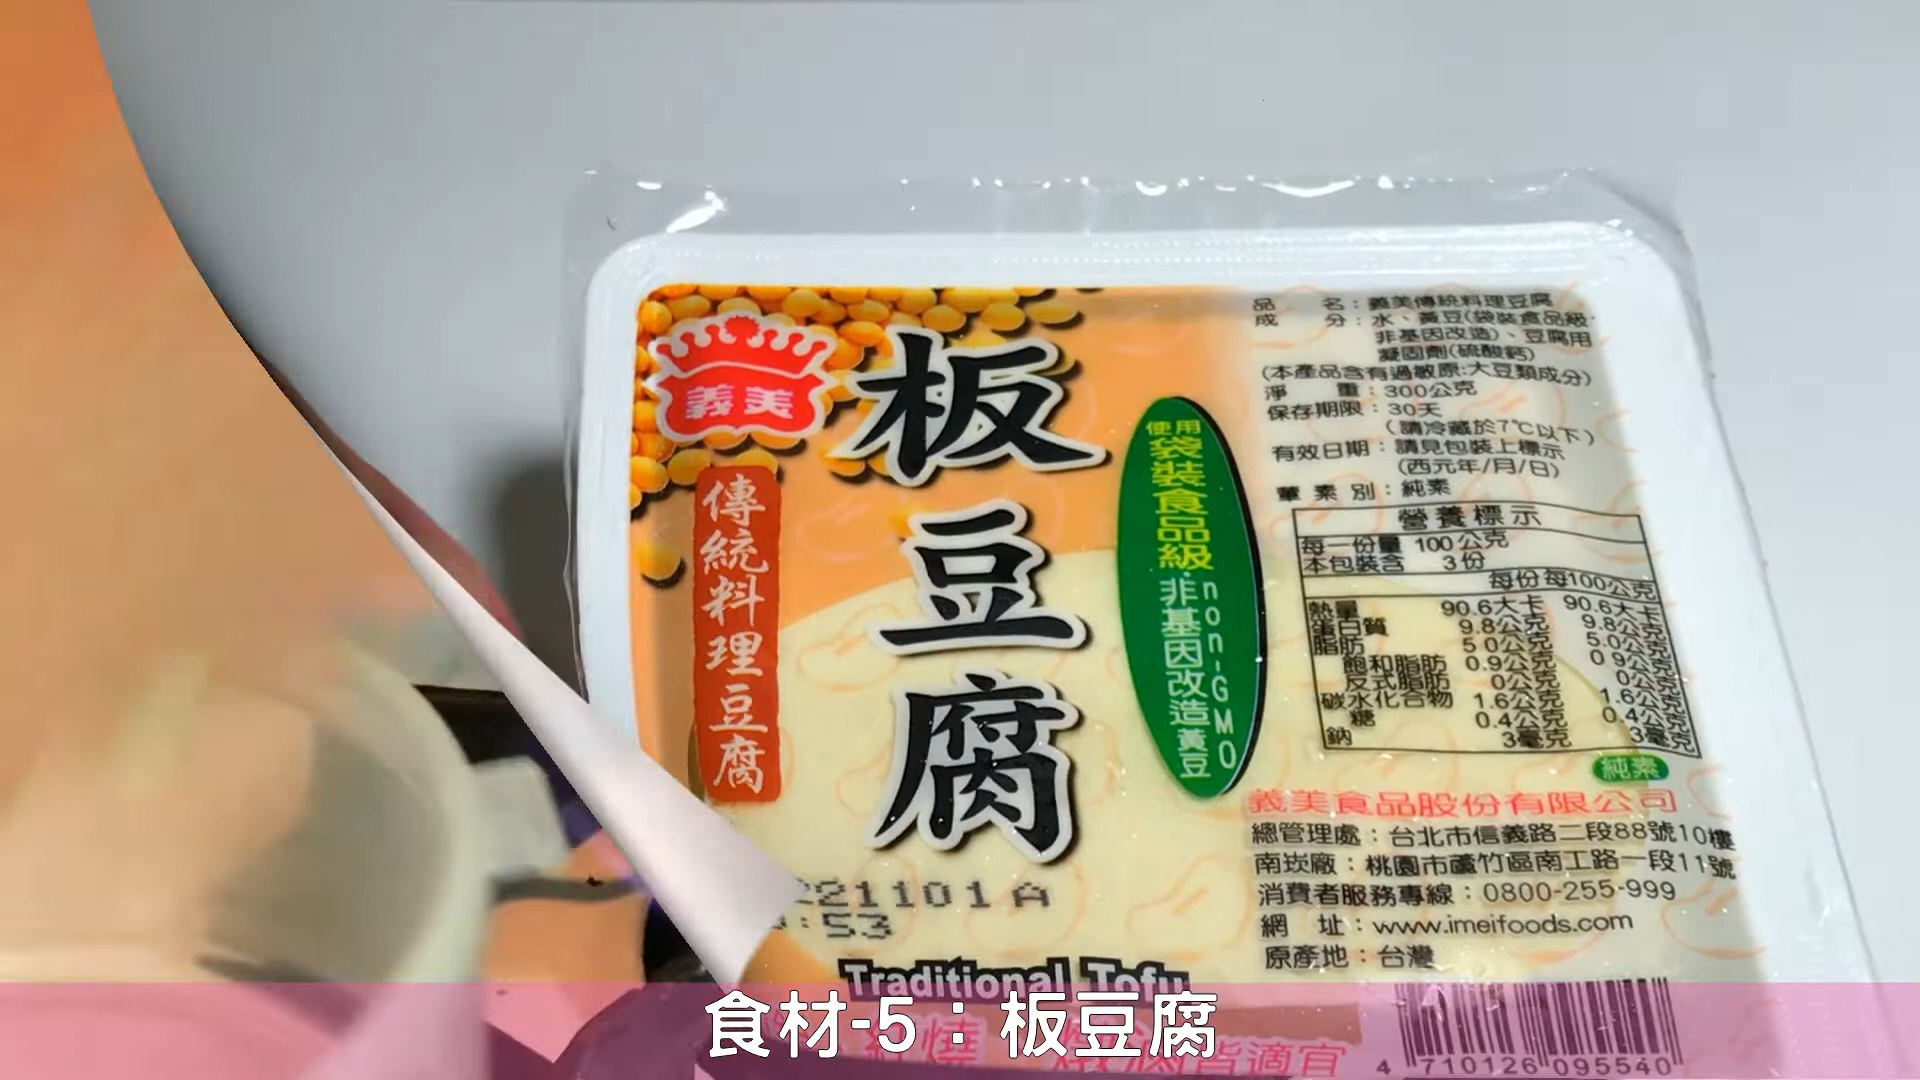 義美
板豆腐
傳統料理豆腐
使用
袋裝食品級
非基因改造黃豆
non-GMO
品名：義美傳統料理豆腐
成分：水、黃豆(袋裝食品級
非基因改造)、豆腐用
凝固劑(硫酸鈣)
(本產品含有過敏原:大豆類成分)
淨重：300公克
保存期限：30天
(請冷藏於7℃以下)
有效日期：請見包裝上標示
(西元年/月/日)
葷素別：純素
營養標示
每一份量 100公克
本包裝含 3份
每份 每100公克
熱量 90.6大卡 90.6大卡
蛋白質 9.8公克 9.8公克
脂肪 5.0公克 5.0公克
飽和脂肪 0.9公克 0.9公克
反式脂肪 0公克 0公克
碳水化合物 1.6公克 1.6公克
糖 0.4公克 0.4公克
鈉 3毫克 3毫克
純素
義美食品股份有限公司
總管理處：台北市信義路二段88號10樓
南崁廠：桃園市蘆竹區南工路一段11號
消費者服務專線：0800-255-999
網址：www.imeifoods.com
原產地：台灣
221101A
:53
Traditional Tofu
食材-5：板豆腐
皆適宜
4 710126 095540